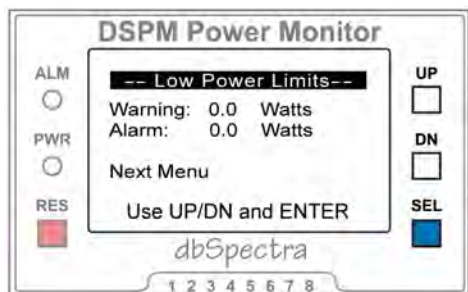 DSPM Power Monitor
ALM
PWR
RES
-- Low Power Limits--
Warning: 0.0 Watts
Alarm: 0.0 Watts
Next Menu
Use UP/DN and ENTER
UP
DN
SEL
dbSpectra
1 2 3 4 5 6 7 8